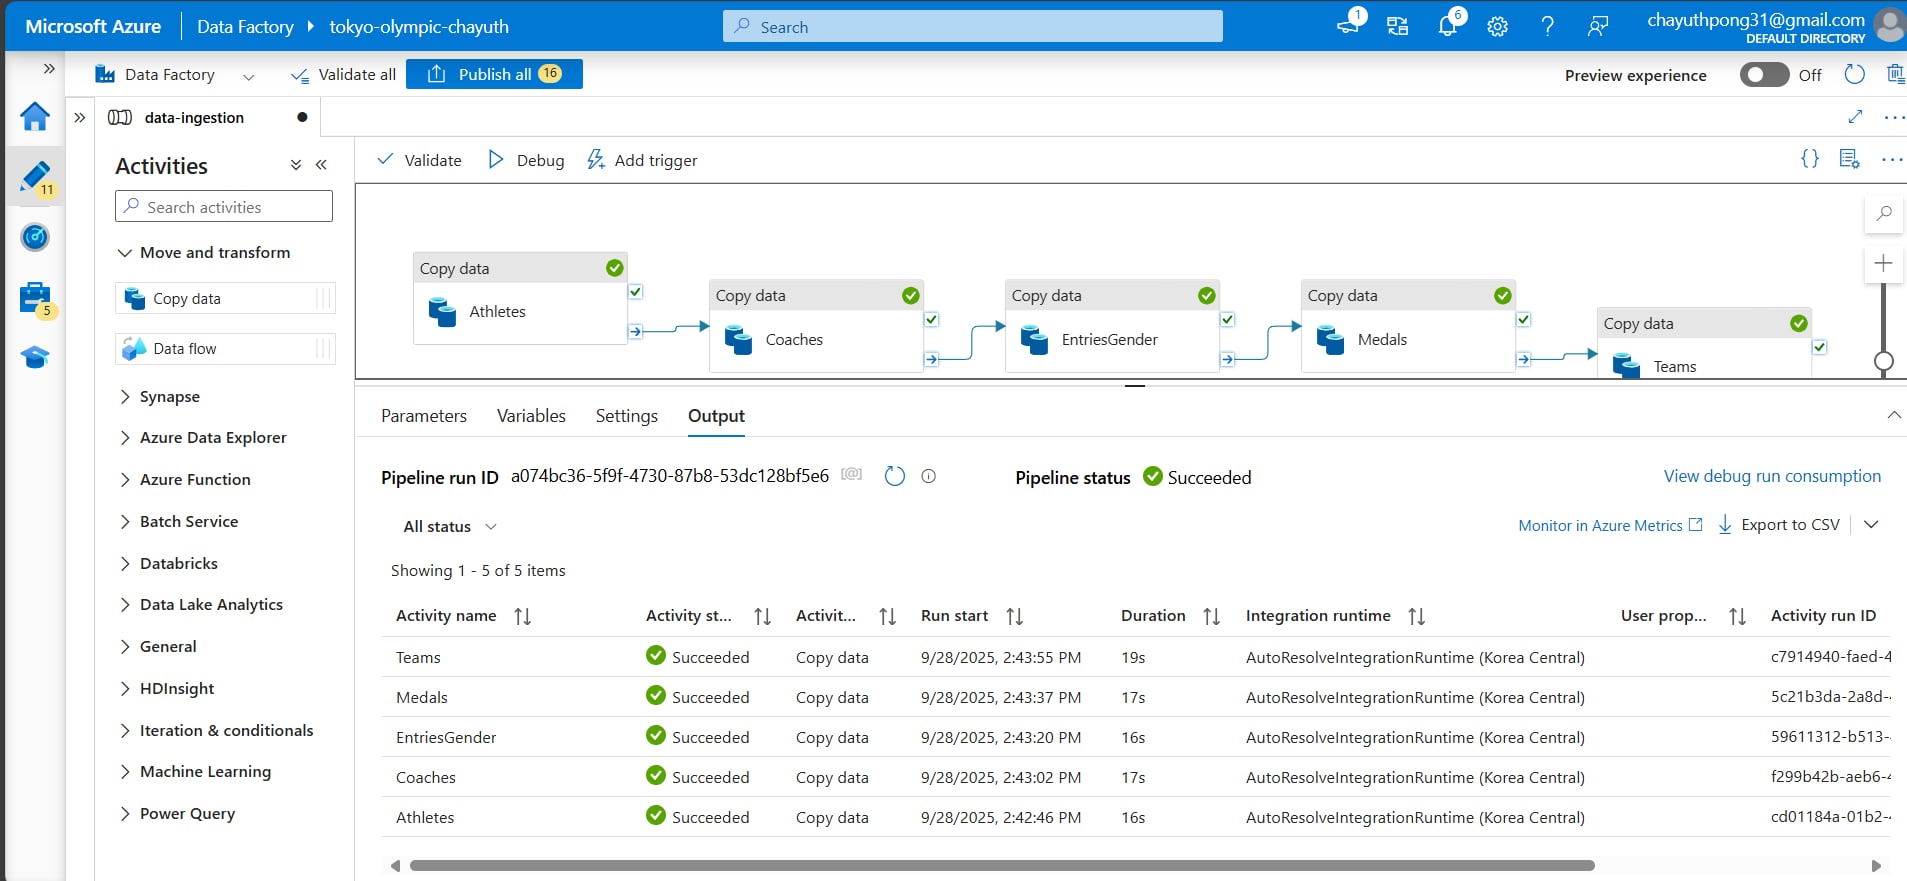 Microsoft Azure Data Factory tokyo-olympic-chayuth Search 1 6 chayuthpong31@gmail.com
DEFAULT DIRECTORY
Data Factory Validate all Publish all 16 Preview experience Off
data-ingestion
Activities
Search activities
Move and transform
Copy data
Data flow
Synapse
Azure Data Explorer
Azure Function
Batch Service
Databricks
Data Lake Analytics
General
HDInsight
Iteration & conditionals
Machine Learning
Power Query
11
5
Validate Debug Add trigger {}
Copy data
Athletes
Copy data
Coaches
Copy data
EntriesGender
Copy data
Medals
Copy data
Teams
Parameters Variables Settings Output
Pipeline run ID a074bc36-5f9f-4730-87b8-53dc128bf5e6 [@] Pipeline status Succeeded View debug run consumption
All status Monitor in Azure Metrics Export to CSV
Showing 1 - 5 of 5 items
Activity name Activity st... Activit... Run start Duration Integration runtime User prop... Activity run ID
Teams Succeeded Copy data 9/28/2025, 2:43:55 PM 19s AutoResolveIntegrationRuntime (Korea Central) c7914940-faed-4
Medals Succeeded Copy data 9/28/2025, 2:43:37 PM 17s AutoResolveIntegrationRuntime (Korea Central) 5c21b3da-2a8d-
EntriesGender Succeeded Copy data 9/28/2025, 2:43:20 PM 16s AutoResolveIntegrationRuntime (Korea Central) 59611312-b513-
Coaches Succeeded Copy data 9/28/2025, 2:43:02 PM 17s AutoResolveIntegrationRuntime (Korea Central) f299b42b-aeb6-4
Athletes Succeeded Copy data 9/28/2025, 2:42:46 PM 16s AutoResolveIntegrationRuntime (Korea Central) cd01184a-01b2-